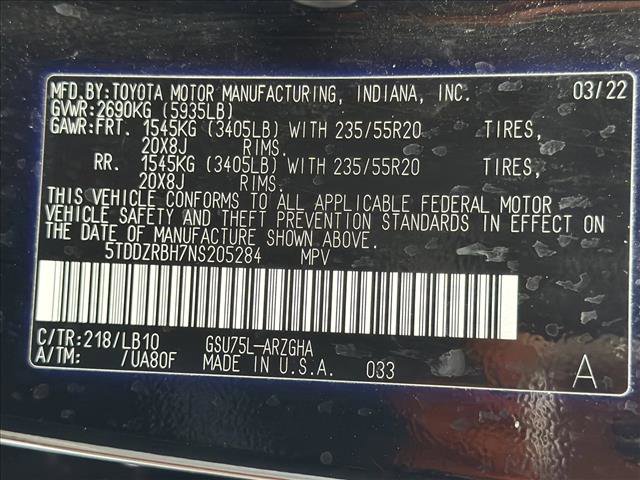 MFD.BY:TOYOTA MOTOR MANUFACTURING, INDIANA, INC. 03/22
GVWR:2690KG (5935LB)
GAWR:FRT. 1545KG (3405LB) WITH 235/55R20 TIRES,
20X8J RIMS.
RR. 1545KG (3405LB) WITH 235/55R20 TIRES,
20X8J RIMS.
THIS VEHICLE CONFORMS TO ALL APPLICABLE FEDERAL MOTOR
VEHICLE SAFETY AND THEFT PREVENTION STANDARDS IN EFFECT ON
THE DATE OF MANUFACTURE SHOWN ABOVE.
5TDDZRBH7NS205284 MPV
C/TR:218/LB10 GSU75L-ARZGHA
A/TM: /UA80F MADE IN U.S.A. 033 A